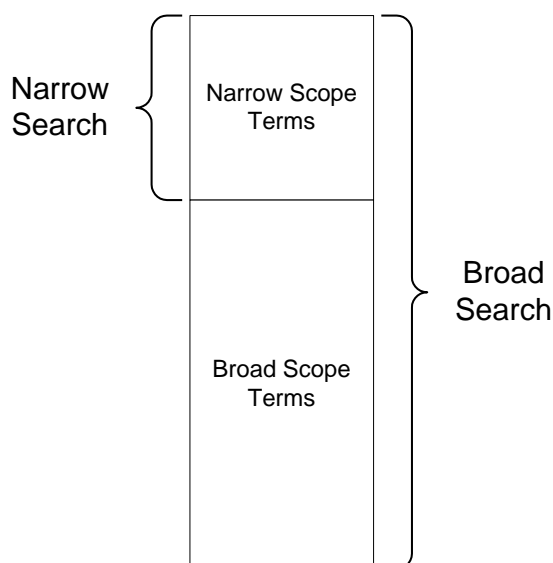 Narrow
Search
Narrow Scope
Terms
Broad
Search
Broad Scope
Terms